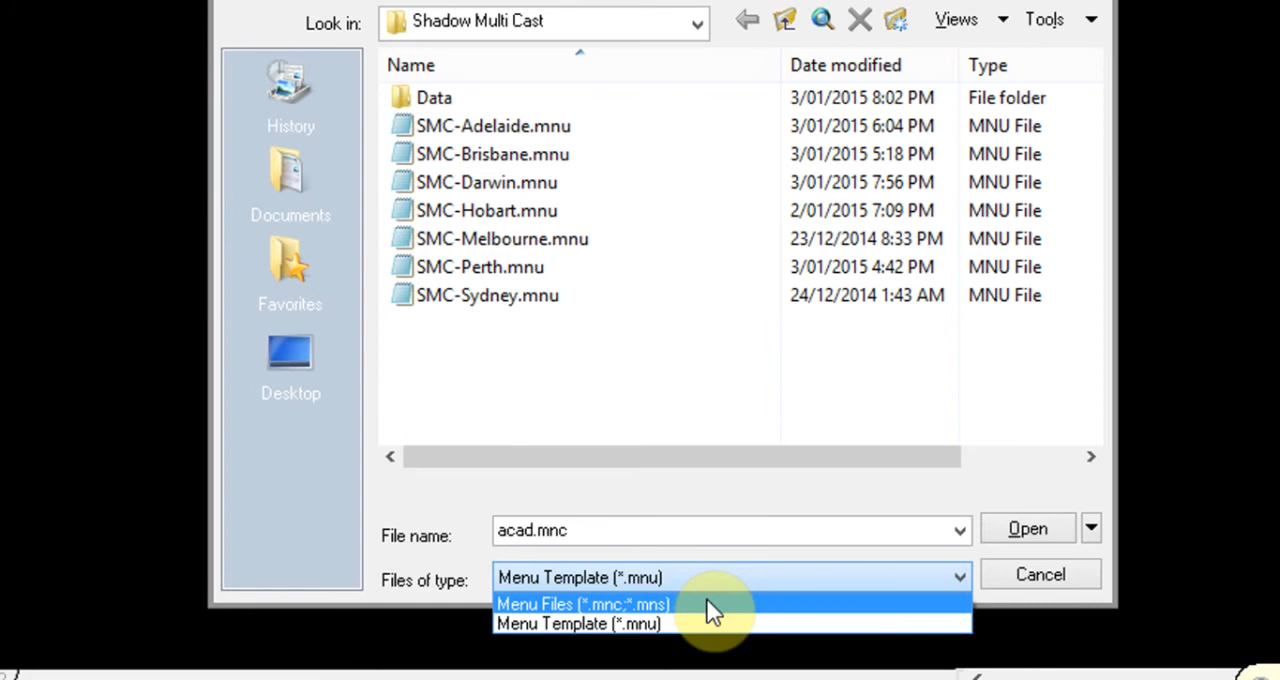 Look in: Shadow Multi Cast Views Tools
Name Date modified Type
Data 3/01/2015 8:02 PM File folder
SMC-Adelaide.mnu 3/01/2015 6:04 PM MNU File
SMC-Brisbane.mnu 3/01/2015 5:18 PM MNU File
SMC-Darwin.mnu 3/01/2015 7:56 PM MNU File
SMC-Hobart.mnu 2/01/2015 7:09 PM MNU File
SMC-Melbourne.mnu 23/12/2014 8:33 PM MNU File
SMC-Perth.mnu 3/01/2015 4:42 PM MNU File
SMC-Sydney.mnu 24/12/2014 1:43 AM MNU File
History
Documents
Favorites
Desktop
File name: acad.mnc Open
Files of type: Menu Template (*.mnu) Cancel
Menu Files (*.mnc;*.mns)
Menu Template (*.mnu)